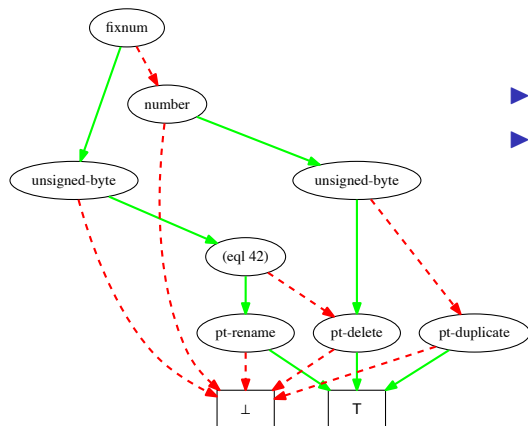 fixnum
number
unsigned-byte
unsigned-byte
(eql 42)
pt-rename
pt-delete
pt-duplicate
⊥
T